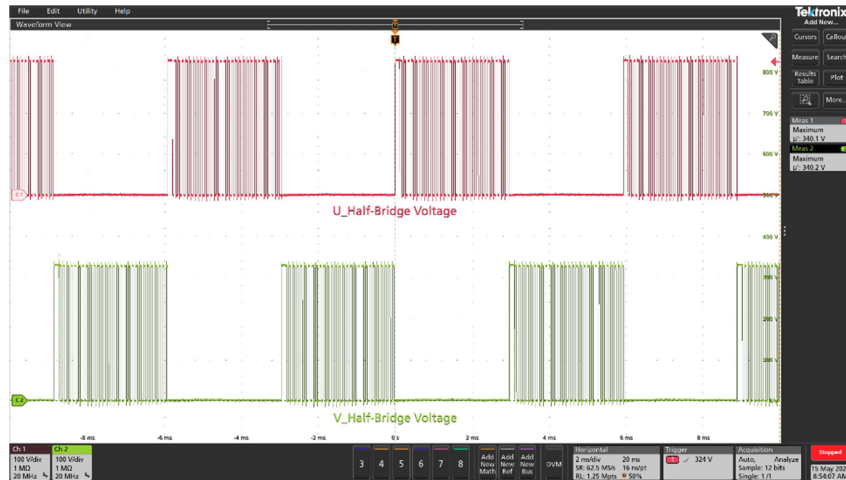 File Edit Utility Help
Tektronix
Waveform View
Add New...
Cursors Callout
Measure Search
Results Table Plot
More...
Meas 1
Maximum
µ': 340.1 V
Meas 2
Maximum
µ': 340.2 V
T
800 V
700 V
600 V
500 V
C1
U_Half-Bridge Voltage
400 V
300 V
C2
V_Half-Bridge Voltage
-8 ms -6 ms -4 ms -2 ms 0 s 2 ms 4 ms 6 ms 8 ms
Ch 1 Ch 2
100 V/div 100 V/div
1 MΩ 1 MΩ
20 MHz 20 MHz
3 4 5 6 7 8
Add New Math
Add New Ref
Add New Bus
DVM
Horizontal
2 ms/div 20 ms
SR: 62.5 MS/s 16 ns/pt
RL: 1.25 Mpts 50%
Trigger
1 324 V
Acquisition
Auto, Analyze
Sample: 12 bits
Single: 1/1
Stopped
15 May 202
8:54:07 AM